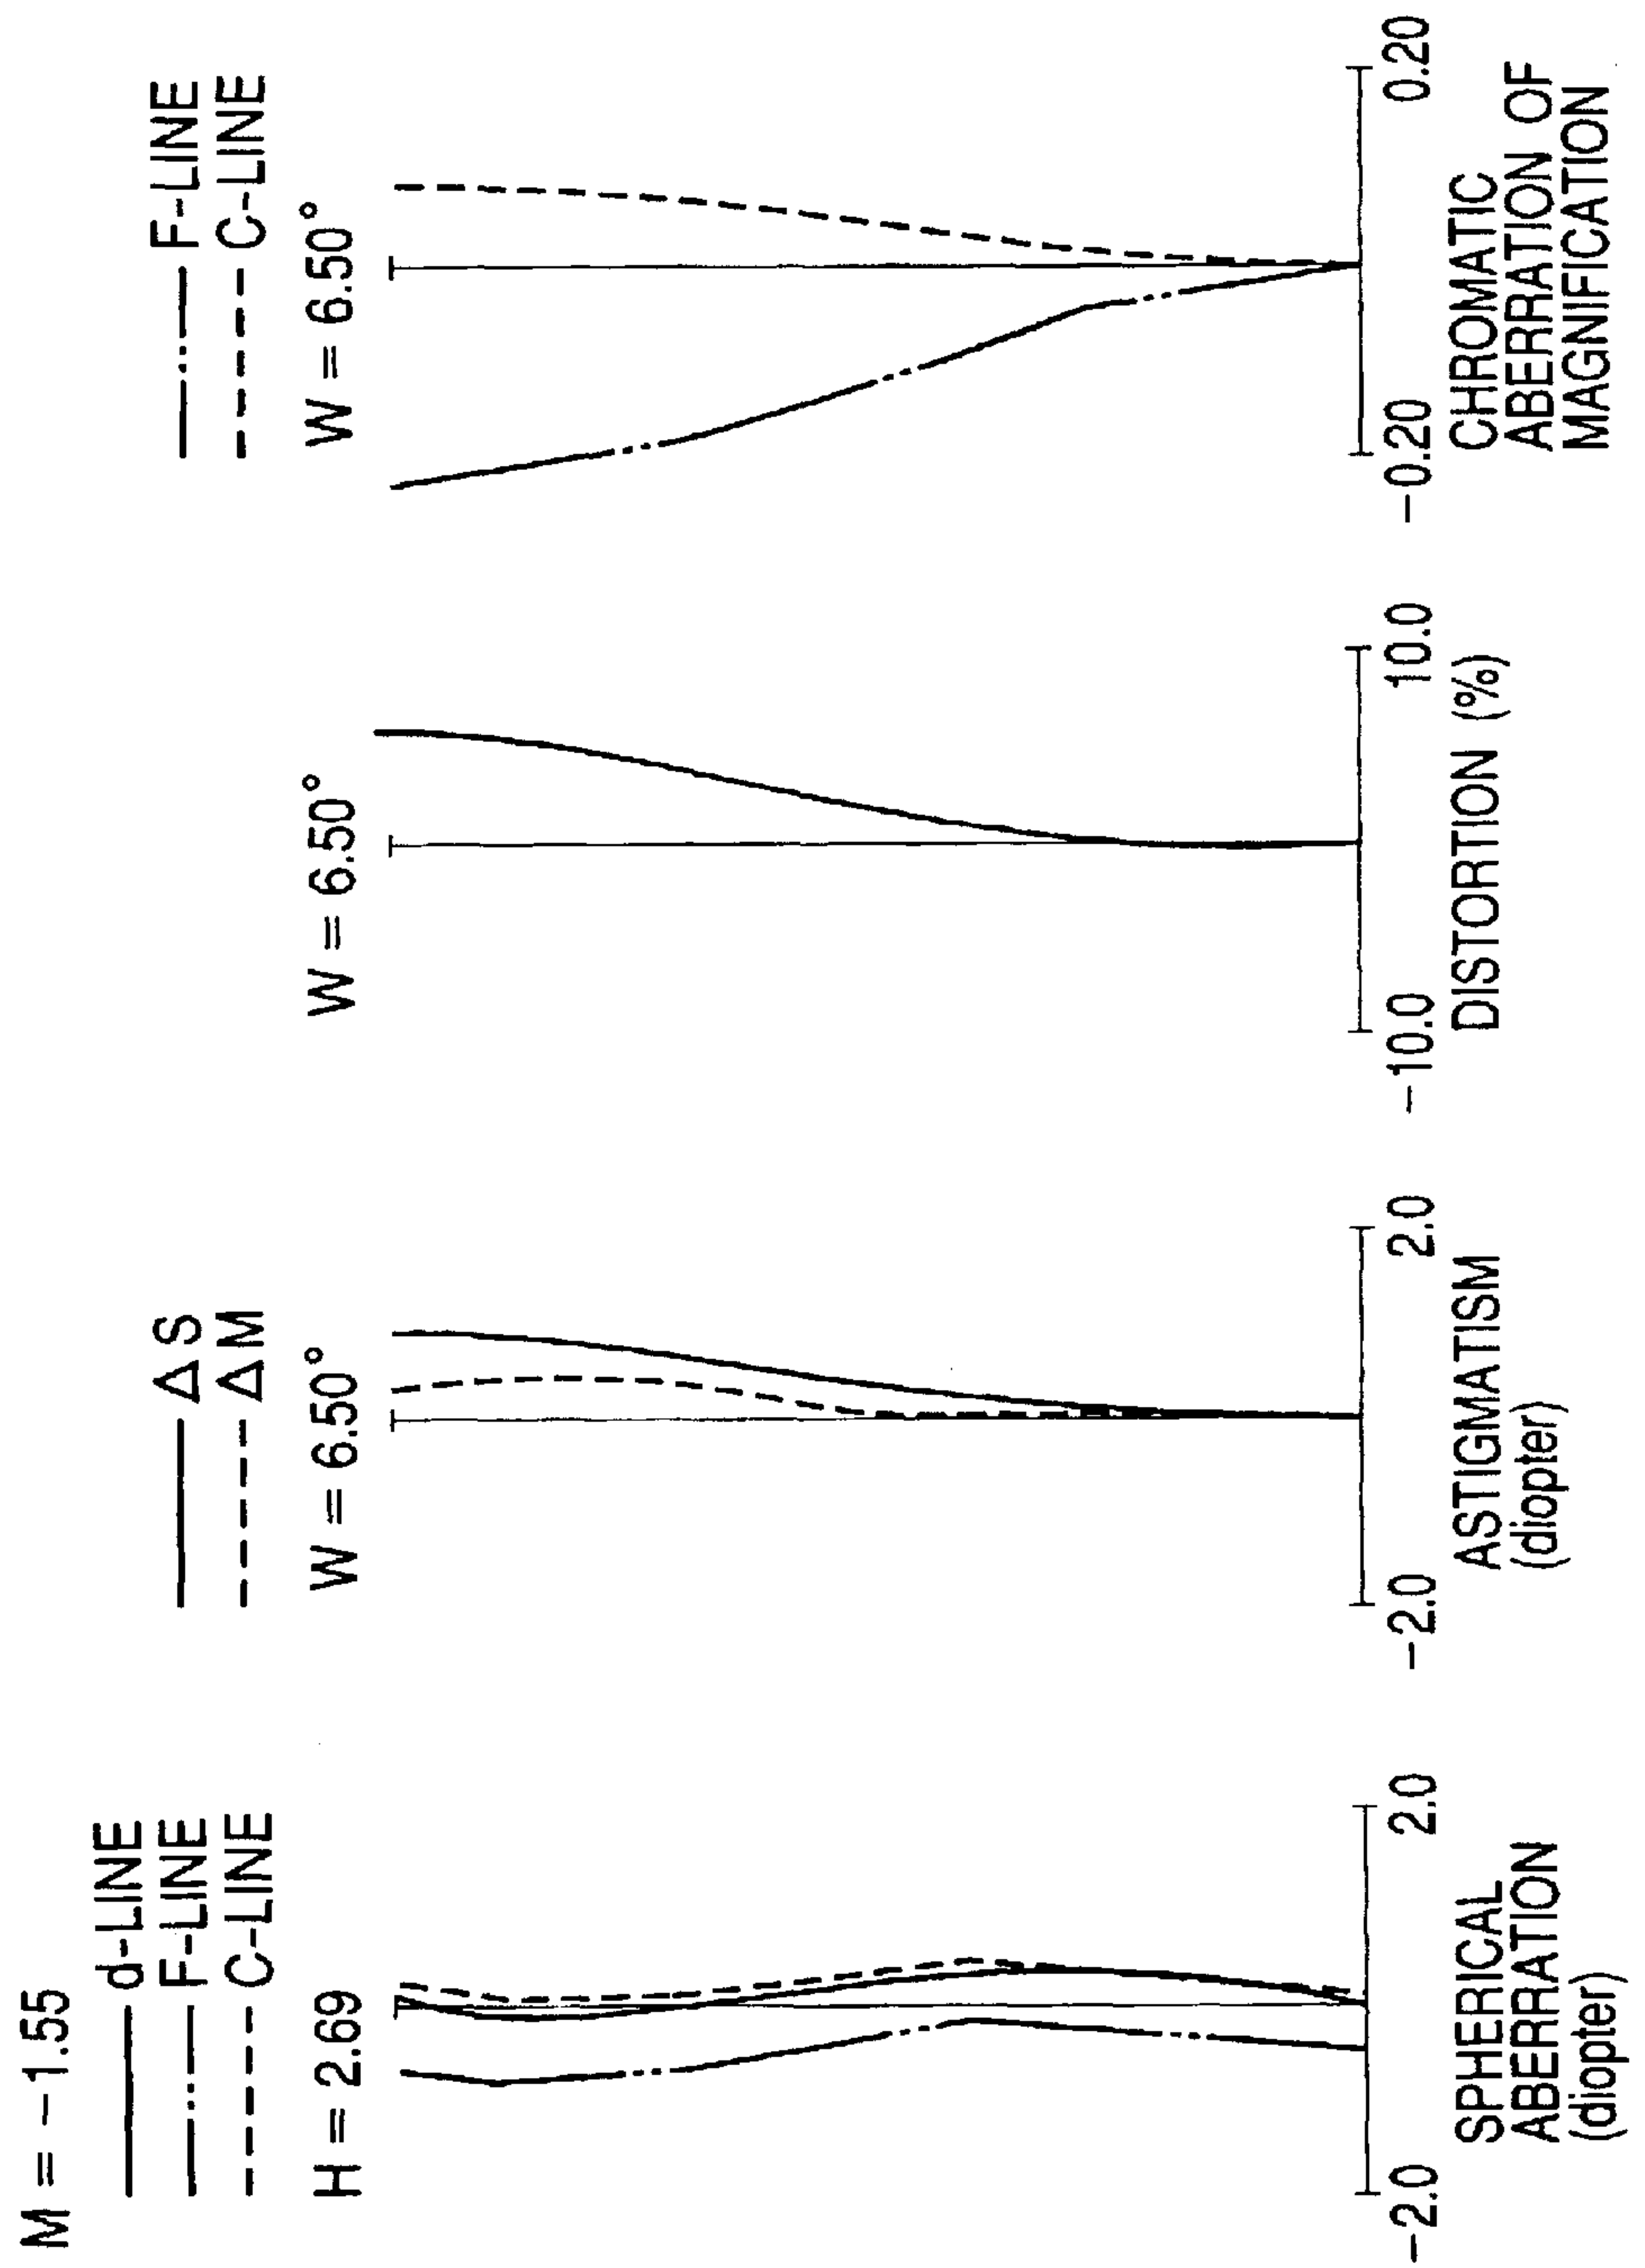 M = -1.55
d-LINE
F-LINE
C-LINE
H = 2.69
-2.0
2.0
SPHERICAL
ABERRATION
(diopter)
ΔS
ΔM
W = 6.50°
-2.0
2.0
ASTIGMATISM
(diopter)
W = 6.50°
-10.0
10.0
DISTORTION (%)
F-LINE
C-LINE
W = 6.50°
-0.20
0.20
CHROMATIC
ABERRATION OF
MAGNIFICATION